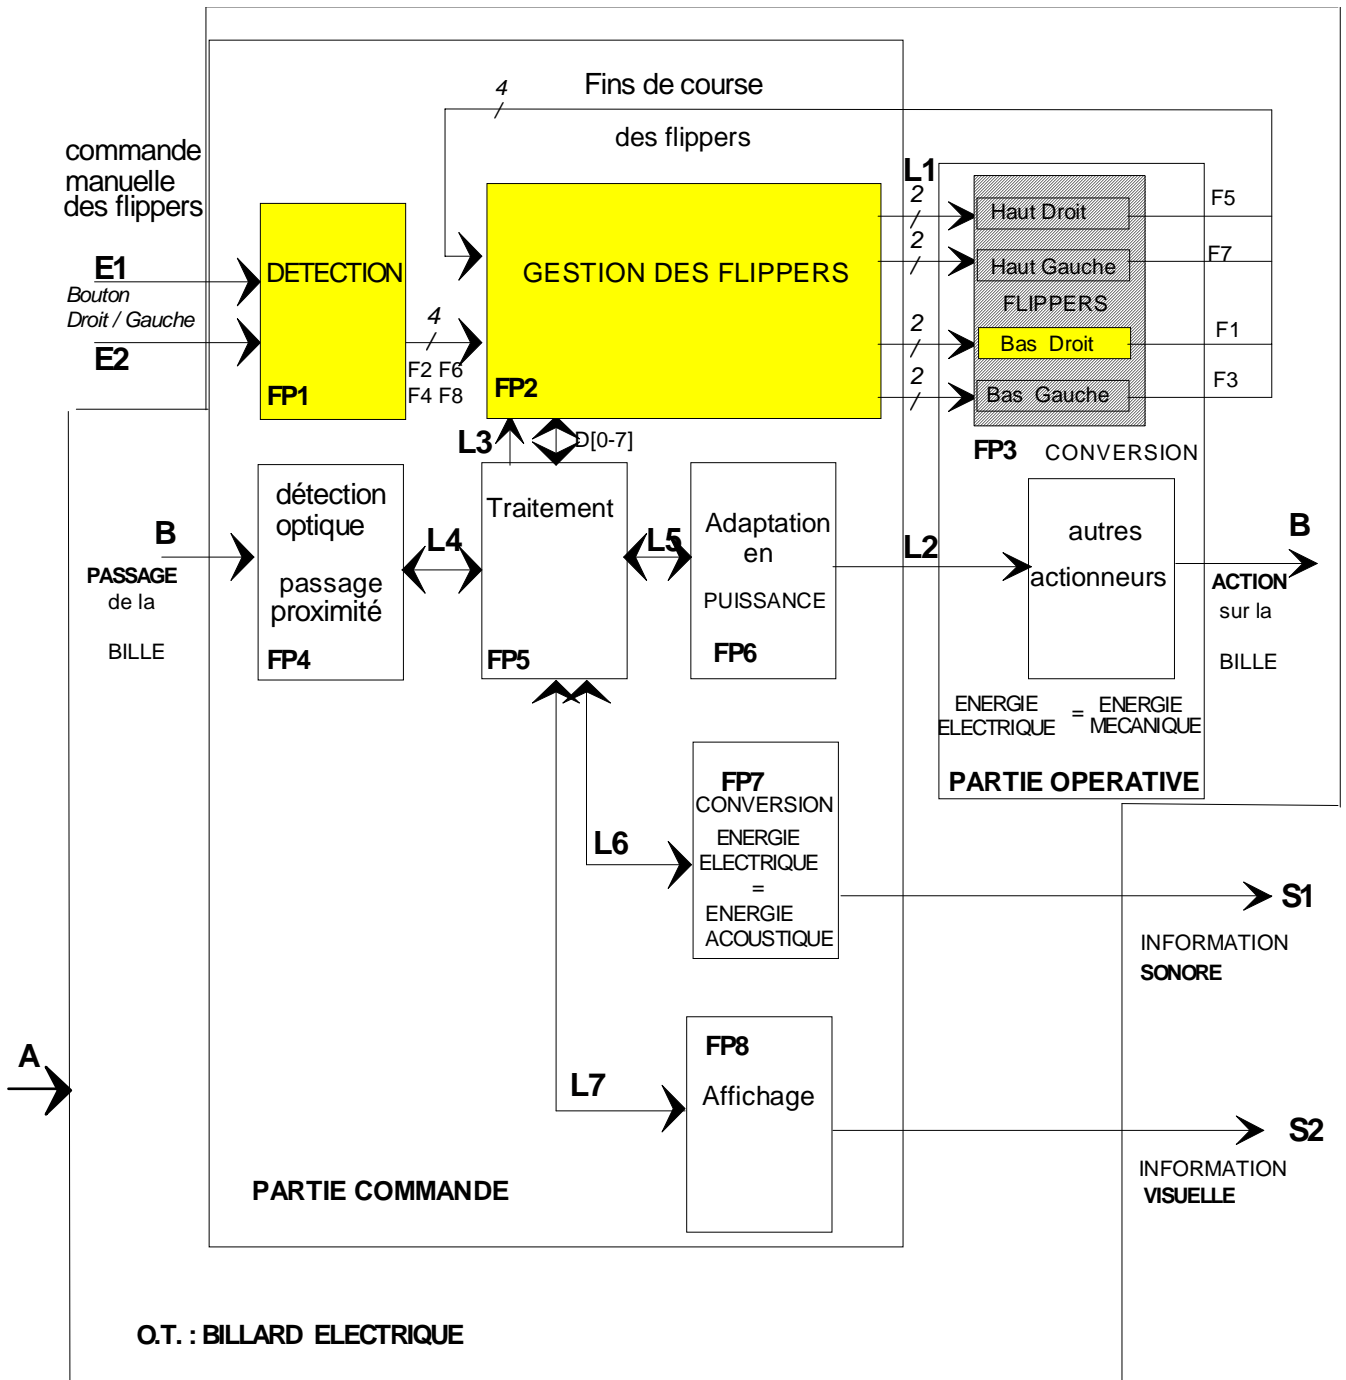 4
Fins de course
des flippers
commande
manuelle
des flippers
E1
Bouton
Droit / Gauche
E2
DETECTION
FP1
4
F2 F6
F4 F8
GESTION DES FLIPPERS
FP2
L1
2
2
2
2
Haut Droit
Haut Gauche
FLIPPERS
Bas Droit
Bas Gauche
F5
F7
F1
F3
FP3 CONVERSION
L3
D[0-7]
B
PASSAGE
de la
BILLE
détection
optique
passage
proximité
FP4
L4
Traitement
FP5
L5
Adaptation
en
PUISSANCE
FP6
L2
autres
actionneurs
B
ACTION
sur la
BILLE
ENERGIE ELECTRIQUE = ENERGIE MECANIQUE
PARTIE OPERATIVE
L6
FP7
CONVERSION
ENERGIE
ELECTRIQUE
=
ENERGIE
ACOUSTIQUE
S1
INFORMATION
SONORE
A
L7
FP8
Affichage
S2
INFORMATION
VISUELLE
PARTIE COMMANDE
O.T. : BILLARD ELECTRIQUE